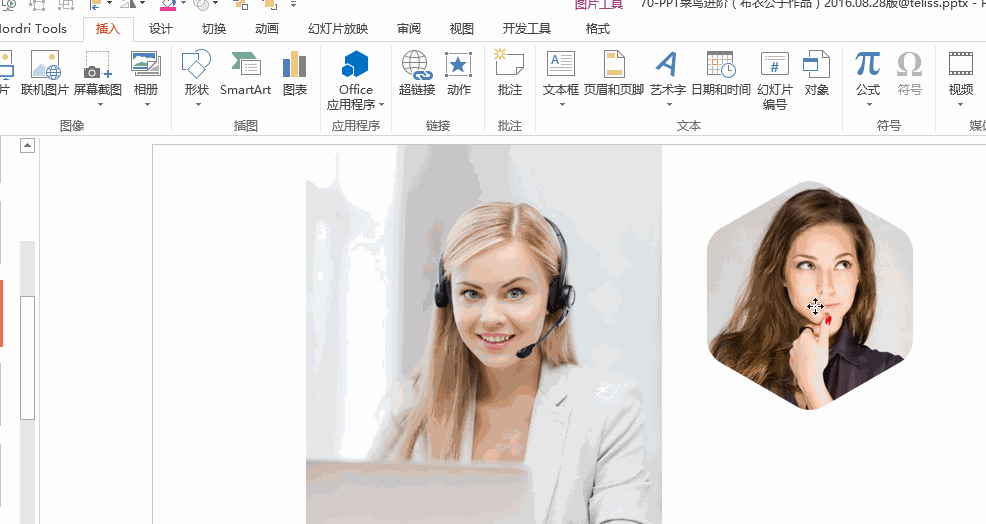 图片工具 70-PPT菜鸟进阶（布衣公子作品）2016.08.28版@teliss.pptx - P
Nordri Tools 插入 设计 切换 动画 幻灯片放映 审阅 视图 开发工具 格式
片 联机图片 屏幕截图 相册 形状 SmartArt 图表 Office 应用程序 超链接 动作 批注 文本框 页眉和页脚 艺术字 日期和时间 幻灯片 编号 对象 公式 符号 视频
图像 插图 应用程序 链接 批注 文本 符号 媒